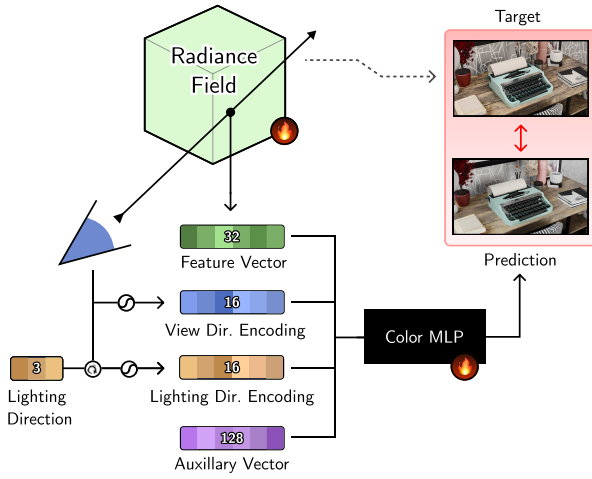 Target
Radiance
Field
32
Feature Vector
Prediction
16
View Dir. Encoding
Color MLP
3
16
Lighting
Direction
Lighting Dir. Encoding
128
Auxillary Vector